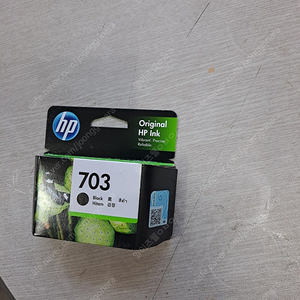 hp
Original
HP Ink
Vibrant. Precise.
Reliable.
703
Black 黑 สีดำ
Hitam 검정